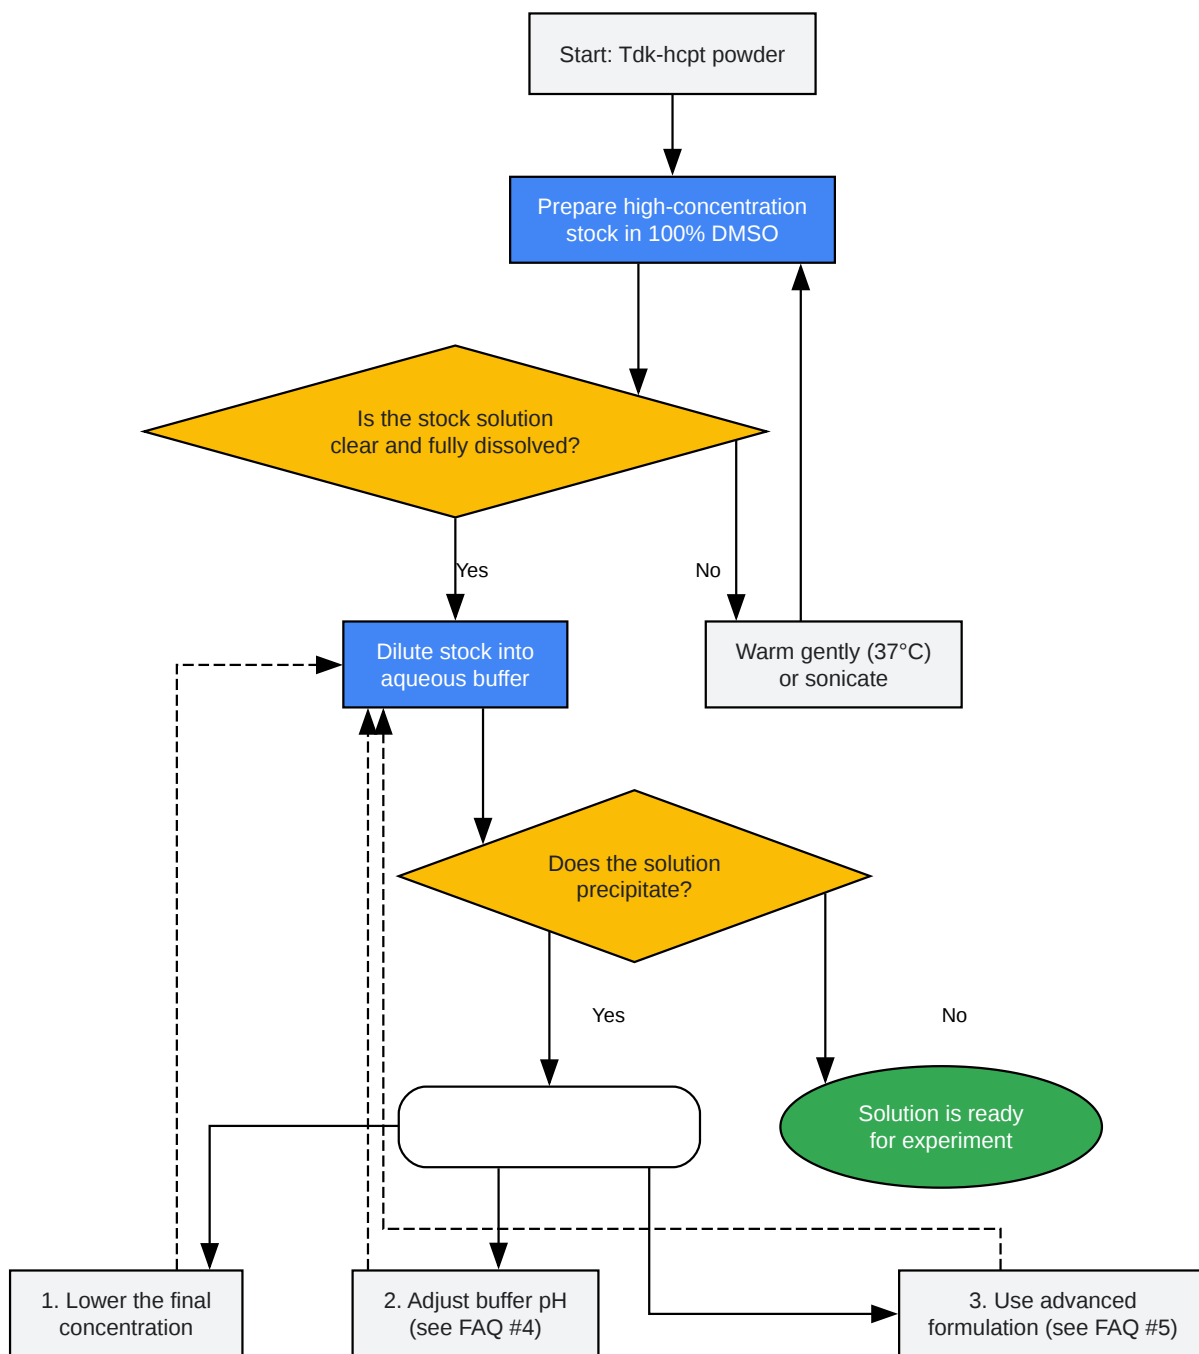 Start: Tdk-hcpt powder
Prepare high-concentration
stock in 100% DMSO
Is the stock solution
clear and fully dissolved?
Yes
No
Dilute stock into
aqueous buffer
Warm gently (37°C)
or sonicate
Does the solution
precipitate?
Yes
No
Solution is ready
for experiment
1. Lower the final
concentration
2. Adjust buffer pH
(see FAQ #4)
3. Use advanced
formulation (see FAQ #5)